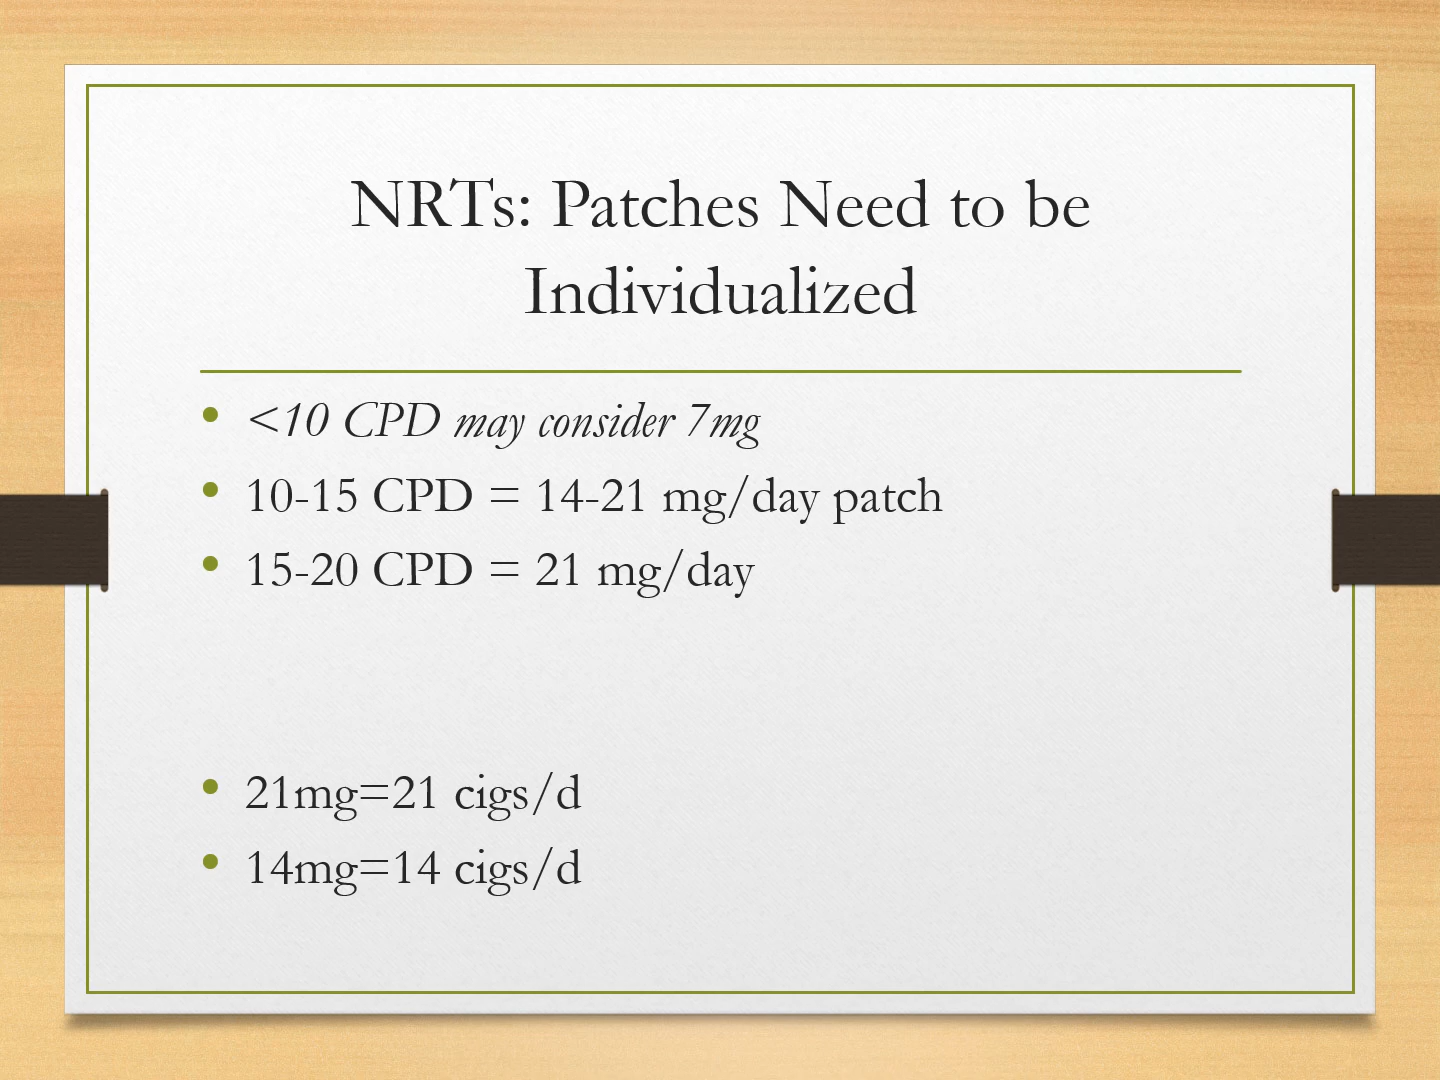 NRTs: Patches Need to be
Individualized
• <10 CPD may consider 7mg
• 10-15 CPD = 14-21 mg/day patch
• 15-20 CPD = 21 mg/day
• 21mg=21 cigs/d
• 14mg=14 cigs/d